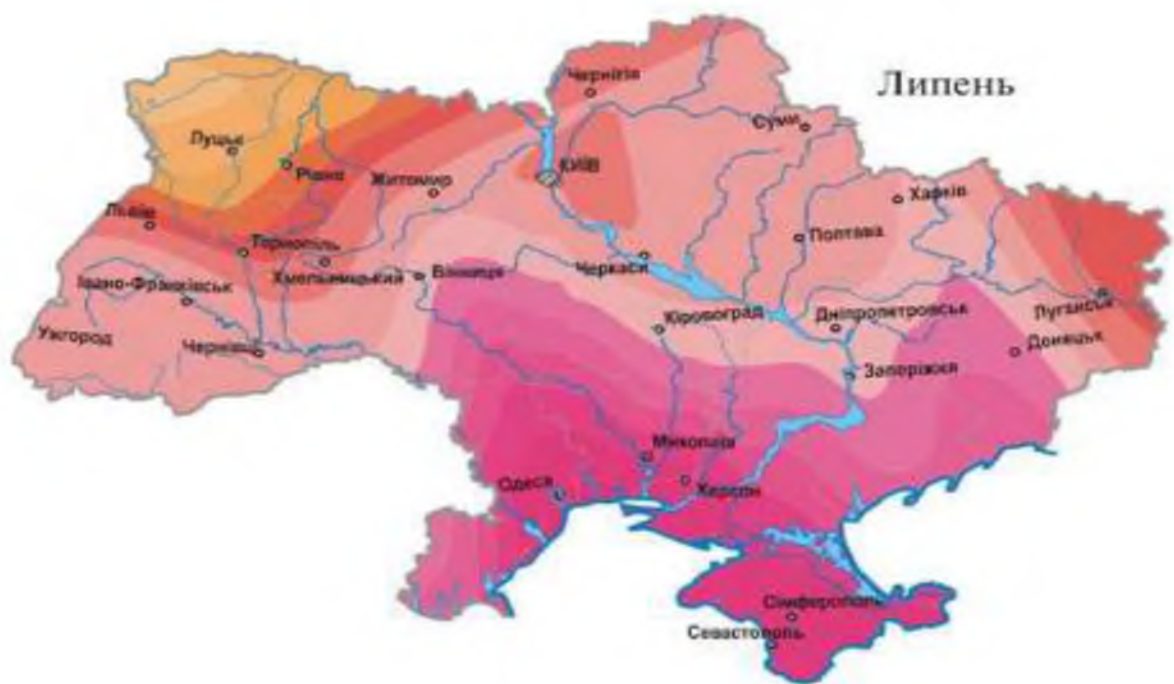 Липень
Чернігів
Суми
Луцьк
Рівне
КИЇВ
Житомир
Харків
Львів
Полтава
Тернопіль
Хмельницький
Вінниця
Черкаси
Івано-Франківськ
Луганськ
Кіровоград
Дніпропетровськ
Ужгород
Донецьк
Чернівці
Запоріжжя
Миколаїв
Одеса
Херсон
Сімферополь
Севастополь